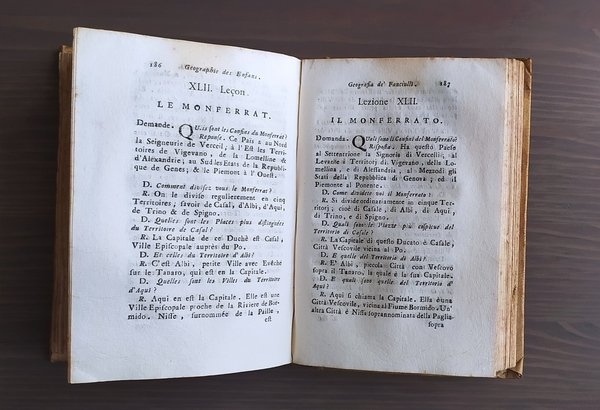 186 Geographie des Enfans.
XLII. Leçon.
LE MONFERRAT.
Demande. Quis sont les Confins du Monferrat?
Reponse. Ce Païs a au Nord
la Seigneurie de Verceil; à l'Est les Terri-
toires de Vigevano, de la Lomelline &
d'Alexandrie, au Sud les Etats de la Republi-
que de Genes; & le Piemont à l'Ouest.
D. Comment divisez vous le Monferrat?
R. On le divise regulierement en cinq
Territoires, savoir de Casal, d'Albi, d'Aqui,
de Trino & de Spigno.
D. Quelles sont les Places plus distinguées
du Territoire de Casal?
R. La Capitale de ce Duché est Casal,
Ville Episcopale auprès du Po.
D. Et celles du Territoire d'Albi?
R. C'est Albi, petite Ville avec Evêché
sur le Tanaro, qui est en la Capitale.
D. Quelles sont les Villes du Territoire
d'Aqui?
R. Aqui en est la Capitale. Elle est une
Ville Episcopale proche de la Riviere de Bor-
mido. Nisse, surnommée de la Paille,
est
Geografia de' Fanciulli. 187
Lezione XLII.
IL MONFERRATO.
Domanda. Quali sono li Confini del Monferrato?
Risposta. Ha questo Paese
al Settentrione la Signoria di Vercelli; al
Levante i Territorj di Vigevano, della Lo-
mellina, e di Alessandria, al Mezzodi gli
Stati della Repubblica di Genova; ed il
Piemonte al Ponente.
D. Come dividete voi il Monferrato?
R. Si divide ordinariamente in cinque Ter-
ritorj; cioè di Casale, di Albi, di Aqui,
di Trino, e di Spigno.
D. Quali sono le Piazze più cospicue del
Territorio di Casale?
R. La Capitale di questo Ducato è Casale,
Città Vescovile vicina al Po.
D. E quelle del Territorio di Albi?
R. E' Albi, piccola Città con Vescovo
sopra il Tanaro, la quale è la sua Capitale.
D. E quali sono quelle del Territorio d'
Aqui?
R. Aqui si chiama la Capitale. Ell è una
Città Vescovile, vicina al Fiume Bormido. Un'
altra Città è Nissa soprannominata della Paglia
sopra